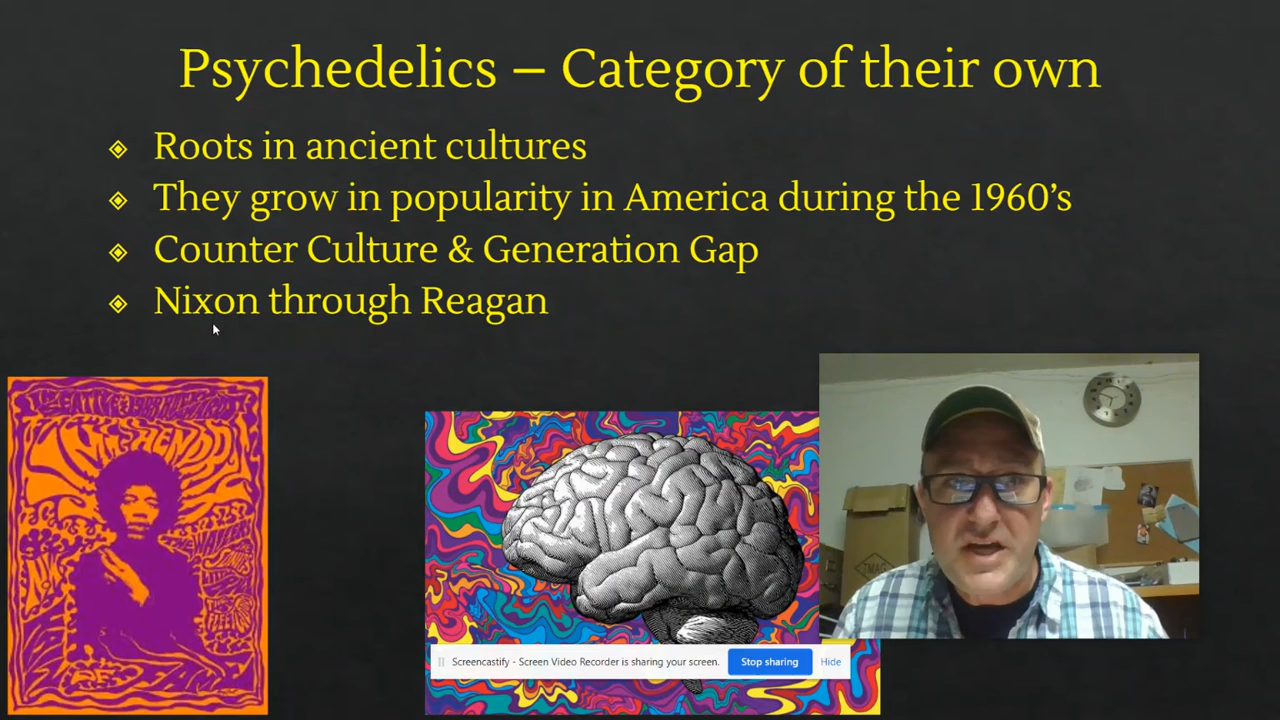 Psychedelics – Category of their own
Roots in ancient cultures
They grow in popularity in America during the 1960’s
Counter Culture & Generation Gap
Nixon through Reagan
Screencastify - Screen Video Recorder is sharing your screen.
Stop sharing
Hide